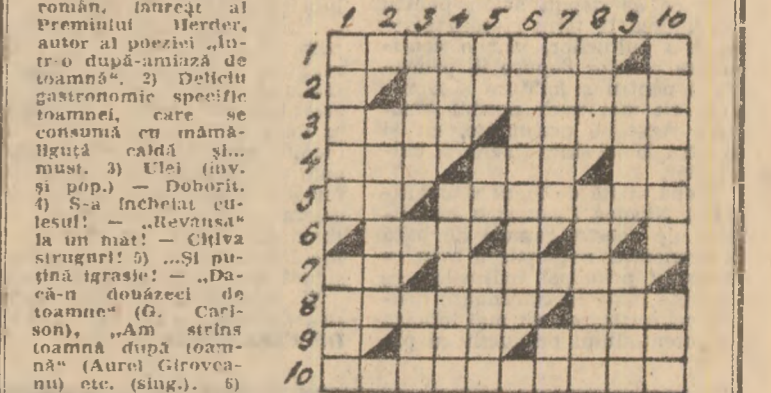 român, laureat al
Premiului Herder,
autor al poeziei „În-
tr-o după-amiază de
toamnă“. 2) Deliciu
gastronomic specific
toamnei, care se
consumă cu mămă-
liguță caldă și...
must. 3) Ulei (inv.
și pop.) — Doborît.
4) S-a încheiat cu-
lesul! — „Revanșa“
la un mat! — Cîțiva
struguri! 5) ...Și pu-
țină igrasie! — „Da-
că-n douăzeci de
toamne“ (G. Carl-
son), „Am strîns
toamnă după toam-
nă“ (Aurel Girovea-
nu) etc. (sing.). 6)
1 2 3 4 5 6 7 8 9 10
1
2
3
4
5
6
7
8
9
10